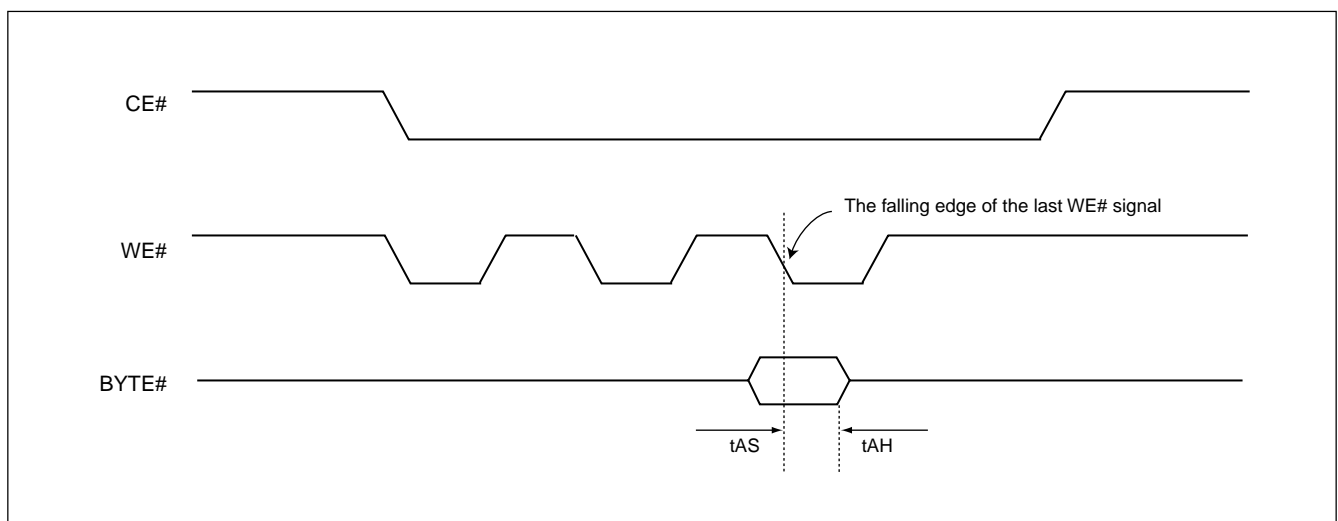 CE#
The falling edge of the last WE# signal
WE#
BYTE#
tAS
tAH